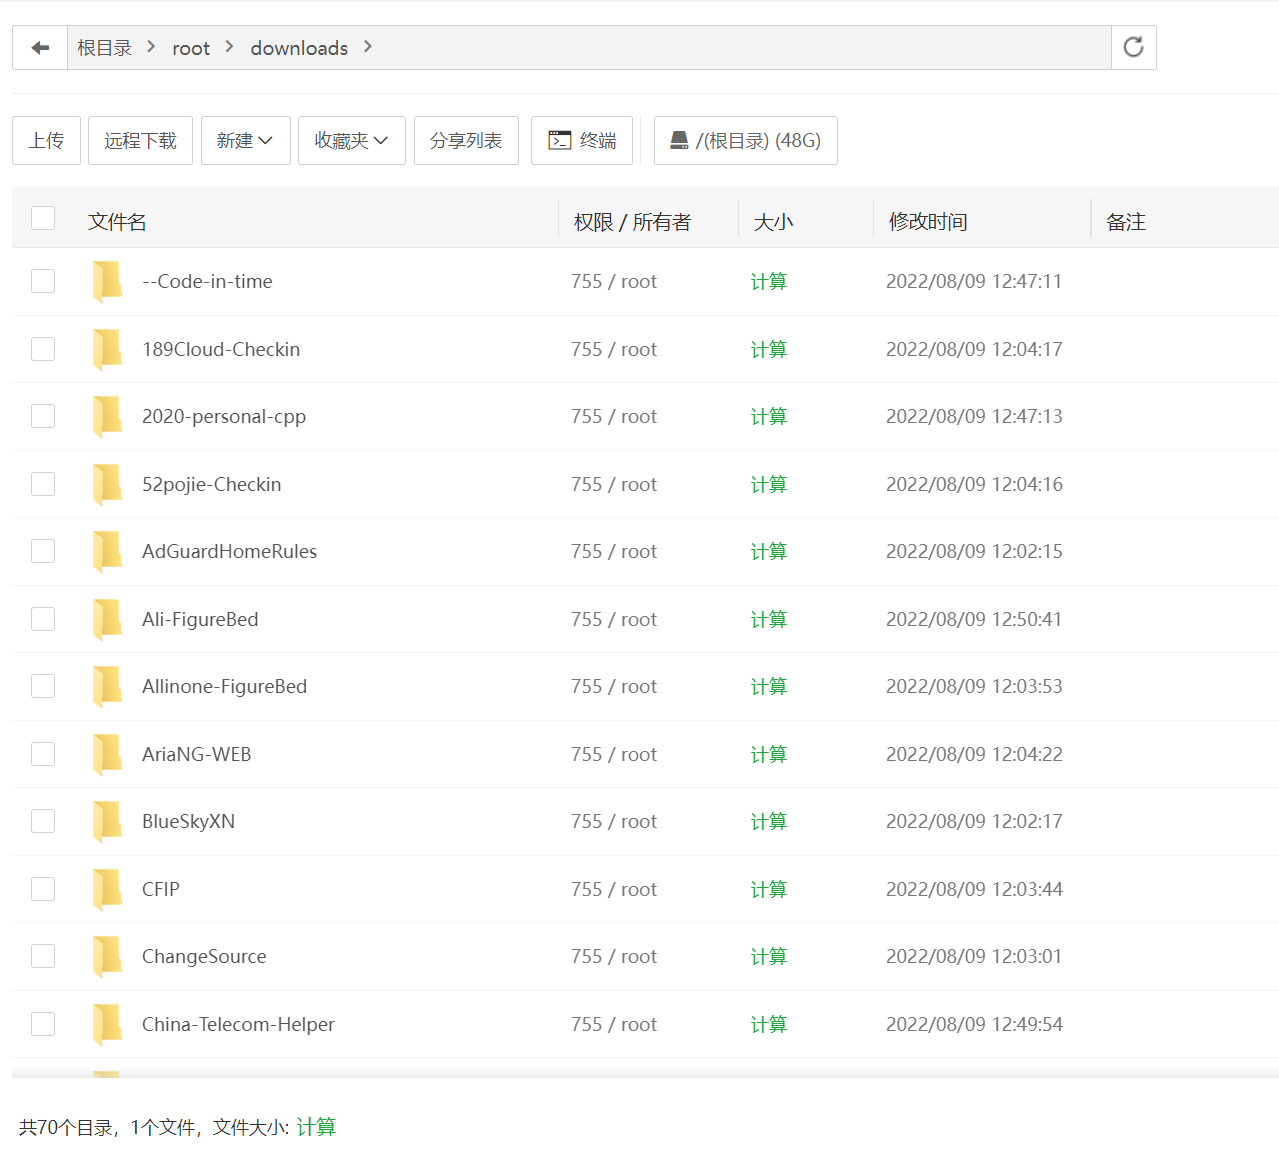 根目录 > root > downloads >
上传 远程下载 新建 收藏夹 分享列表 终端 /(根目录) (48G)
文件名 权限 / 所有者 大小 修改时间 备注
--Code-in-time 755 / root 计算 2022/08/09 12:47:11
189Cloud-Checkin 755 / root 计算 2022/08/09 12:04:17
2020-personal-cpp 755 / root 计算 2022/08/09 12:47:13
52pojie-Checkin 755 / root 计算 2022/08/09 12:04:16
AdGuardHomeRules 755 / root 计算 2022/08/09 12:02:15
Ali-FigureBed 755 / root 计算 2022/08/09 12:50:41
Allinone-FigureBed 755 / root 计算 2022/08/09 12:03:53
AriaNG-WEB 755 / root 计算 2022/08/09 12:04:22
BlueSkyXN 755 / root 计算 2022/08/09 12:02:17
CFIP 755 / root 计算 2022/08/09 12:03:44
ChangeSource 755 / root 计算 2022/08/09 12:03:01
China-Telecom-Helper 755 / root 计算 2022/08/09 12:49:54
共70个目录，1个文件，文件大小: 计算